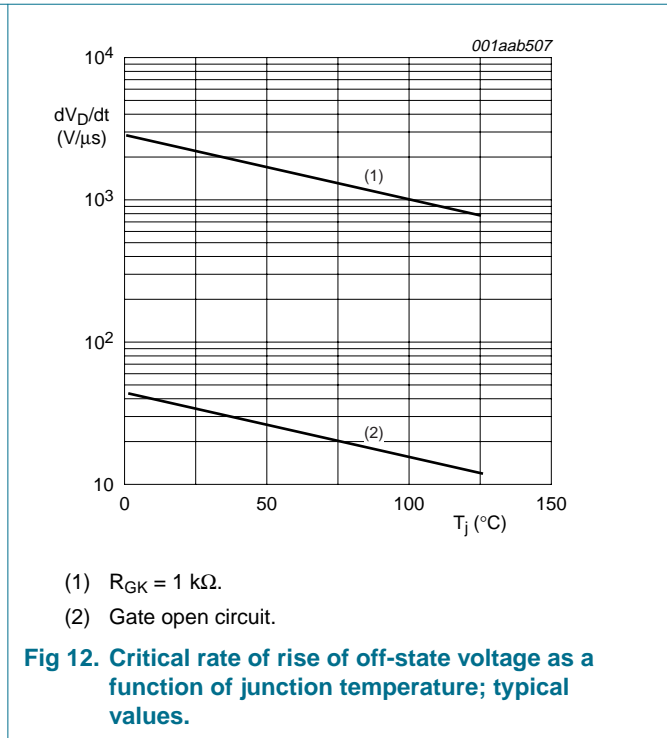 001aab507
10⁴
dV_D/dt
(V/μs)
(1)
10³
10²
(2)
10
0 50 100 150
T_j (°C)
(1) R_GK = 1 kΩ.
(2) Gate open circuit.
Fig 12. Critical rate of rise of off-state voltage as a
function of junction temperature; typical
values.